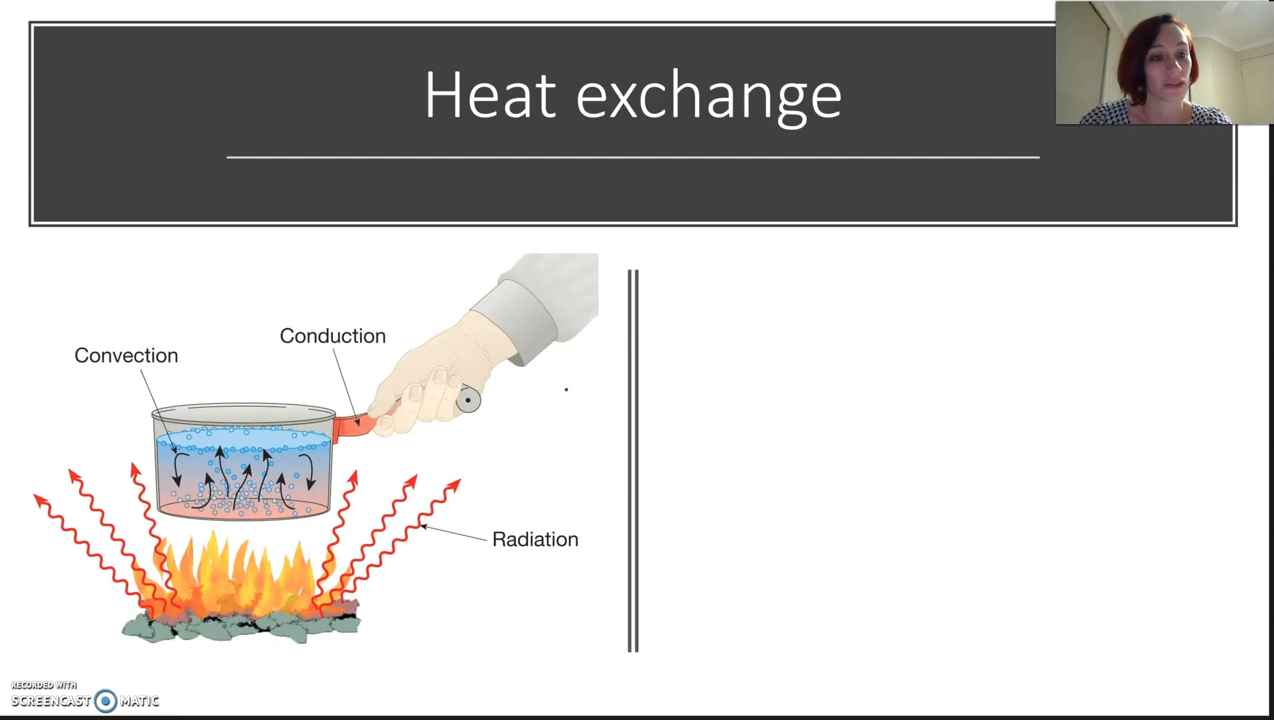 Heat exchange
Conduction
Convection
Radiation
RECORDED WITH
SCREENCAST MATIC